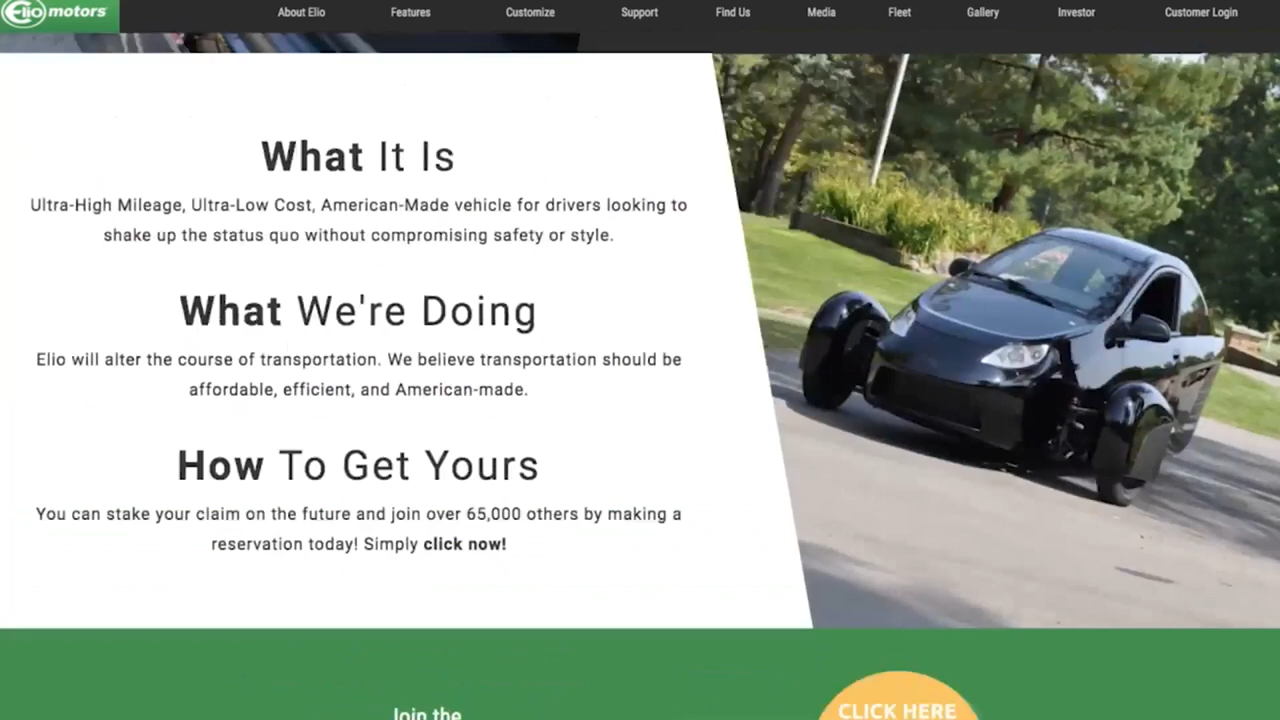 Elio motors
About Elio
Features
Customize
Support
Find Us
Media
Fleet
Gallery
Investor
Customer Login
What It Is
Ultra-High Mileage, Ultra-Low Cost, American-Made vehicle for drivers looking to
shake up the status quo without compromising safety or style.
What We're Doing
Elio will alter the course of transportation. We believe transportation should be
affordable, efficient, and American-made.
How To Get Yours
You can stake your claim on the future and join over 65,000 others by making a
reservation today! Simply click now!
Join the
CLICK HERE